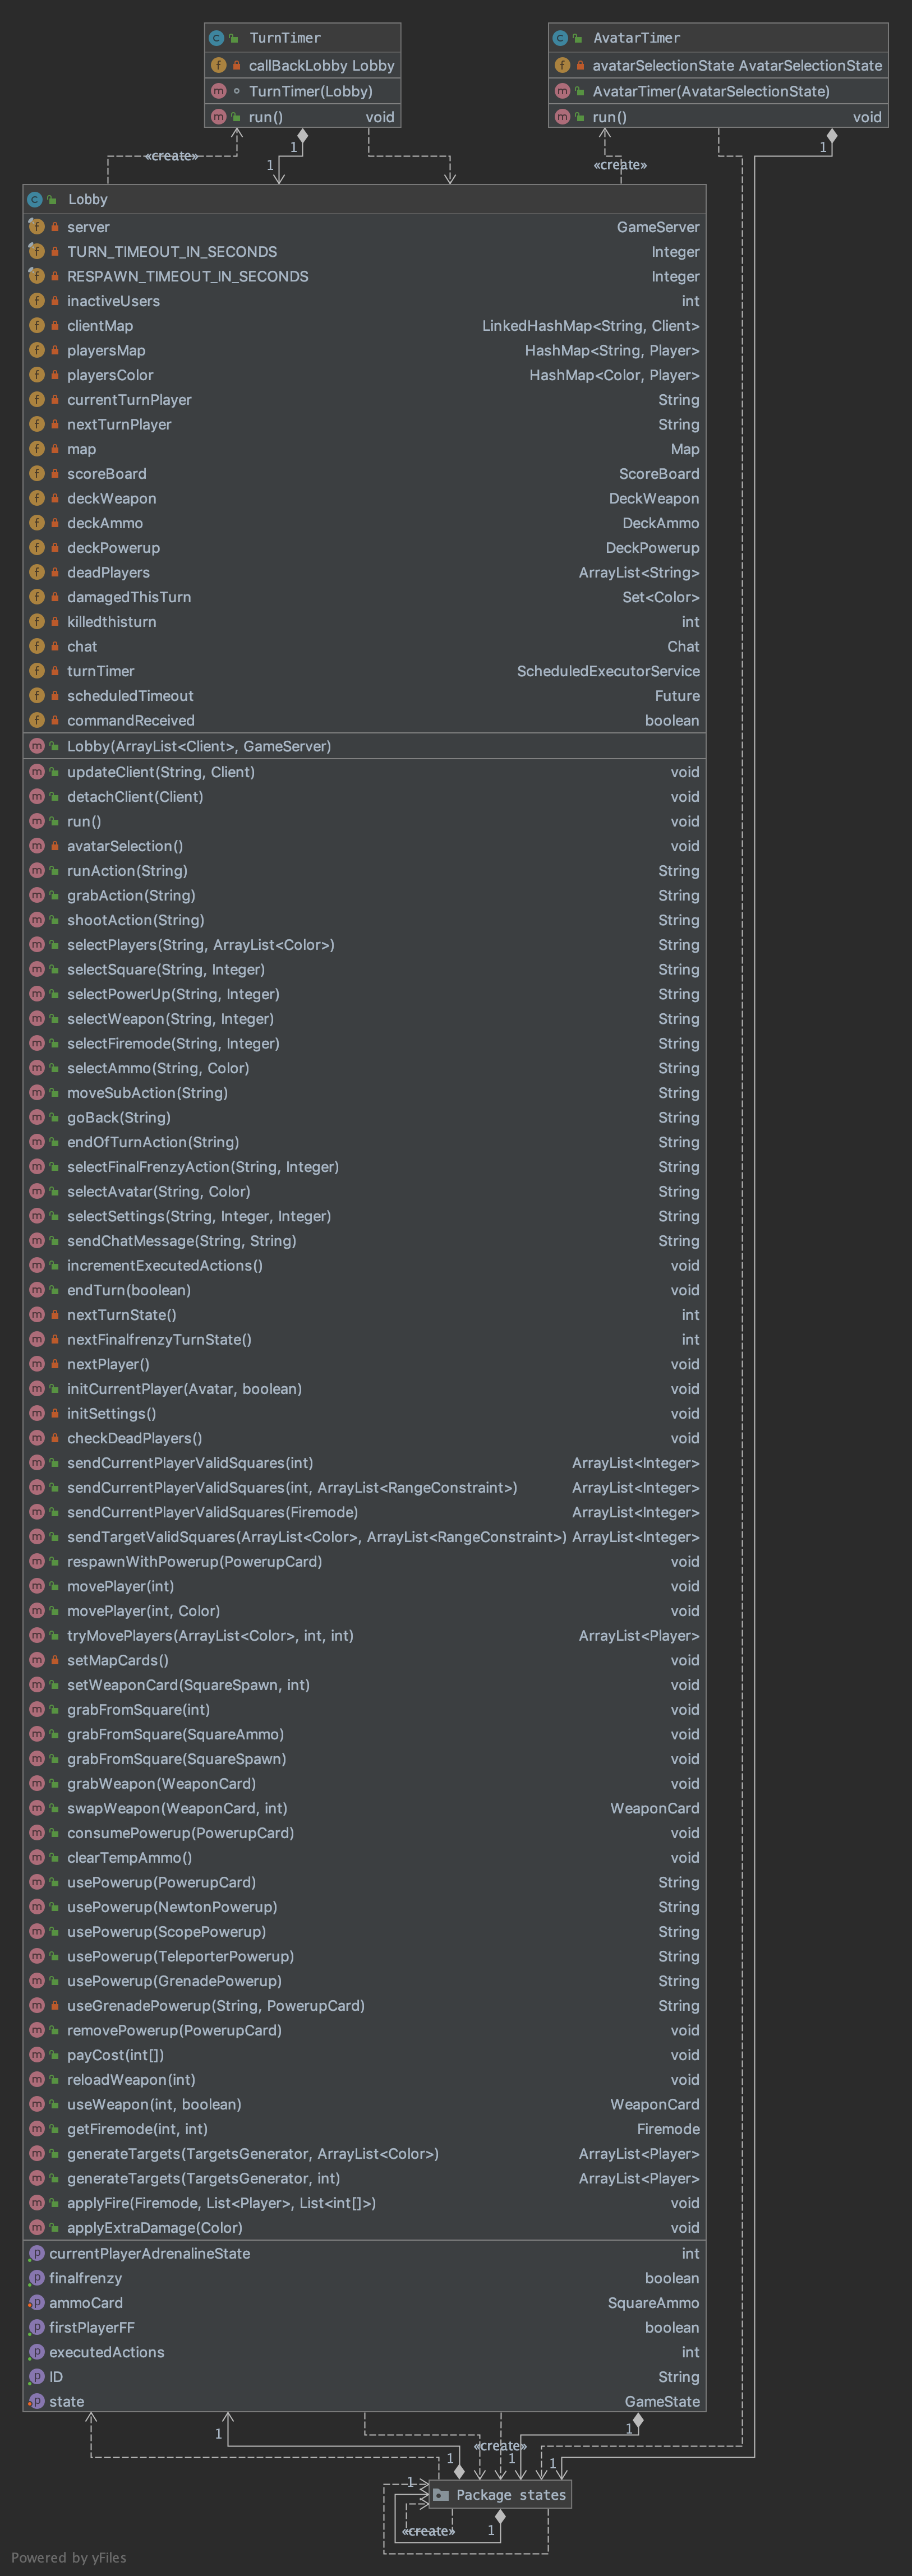 TurnTimer
callBackLobby Lobby
TurnTimer(Lobby)
run() void
AvatarTimer
avatarSelectionState AvatarSelectionState
AvatarTimer(AvatarSelectionState)
run() void
1
1
«create»
1
«create»
Lobby
server GameServer
TURN_TIMEOUT_IN_SECONDS Integer
RESPAWN_TIMEOUT_IN_SECONDS Integer
inactiveUsers int
clientMap LinkedHashMap<String, Client>
playersMap HashMap<String, Player>
playersColor HashMap<Color, Player>
currentTurnPlayer String
nextTurnPlayer String
map Map
scoreBoard ScoreBoard
deckWeapon DeckWeapon
deckAmmo DeckAmmo
deckPowerup DeckPowerup
deadPlayers ArrayList<String>
damagedThisTurn Set<Color>
killedthisturn int
chat Chat
turnTimer ScheduledExecutorService
scheduledTimeout Future
commandReceived boolean
Lobby(ArrayList<Client>, GameServer)
updateClient(String, Client) void
detachClient(Client) void
run() void
avatarSelection() void
runAction(String) String
grabAction(String) String
shootAction(String) String
selectPlayers(String, ArrayList<Color>) String
selectSquare(String, Integer) String
selectPowerUp(String, Integer) String
selectWeapon(String, Integer) String
selectFiremode(String, Integer) String
selectAmmo(String, Color) String
moveSubAction(String) String
goBack(String) String
endOfTurnAction(String) String
selectFinalFrenzyAction(String, Integer) String
selectAvatar(String, Color) String
selectSettings(String, Integer, Integer) String
sendChatMessage(String, String) String
incrementExecutedActions() void
endTurn(boolean) void
nextTurnState() int
nextFinalfrenzyTurnState() int
nextPlayer() void
initCurrentPlayer(Avatar, boolean) void
initSettings() void
checkDeadPlayers() void
sendCurrentPlayerValidSquares(int) ArrayList<Integer>
sendCurrentPlayerValidSquares(int, ArrayList<RangeConstraint>) ArrayList<Integer>
sendCurrentPlayerValidSquares(Firemode) ArrayList<Integer>
sendTargetValidSquares(ArrayList<Color>, ArrayList<RangeConstraint>) ArrayList<Integer>
respawnWithPowerup(PowerupCard) void
movePlayer(int) void
movePlayer(int, Color) void
tryMovePlayers(ArrayList<Color>, int, int) ArrayList<Player>
setMapCards() void
setWeaponCard(SquareSpawn, int) void
grabFromSquare(int) void
grabFromSquare(SquareAmmo) void
grabFromSquare(SquareSpawn) void
grabWeapon(WeaponCard) void
swapWeapon(WeaponCard, int) WeaponCard
consumePowerup(PowerupCard) void
clearTempAmmo() void
usePowerup(PowerupCard) String
usePowerup(NewtonPowerup) String
usePowerup(ScopePowerup) String
usePowerup(TeleporterPowerup) String
usePowerup(GrenadePowerup) String
useGrenadePowerup(String, PowerupCard) String
removePowerup(PowerupCard) void
payCost(int[]) void
reloadWeapon(int) void
useWeapon(int, boolean) WeaponCard
getFiremode(int, int) Firemode
generateTargets(TargetsGenerator, ArrayList<Color>) ArrayList<Player>
generateTargets(TargetsGenerator, int) ArrayList<Player>
applyFire(Firemode, List<Player>, List<int[]>) void
applyExtraDamage(Color) void
currentPlayerAdrenalineState int
finalfrenzy boolean
ammoCard SquareAmmo
firstPlayerFF boolean
executedActions int
ID String
state GameState
1
1
«create»
1
1
1
1
Package states
«create»
1
Powered by yFiles